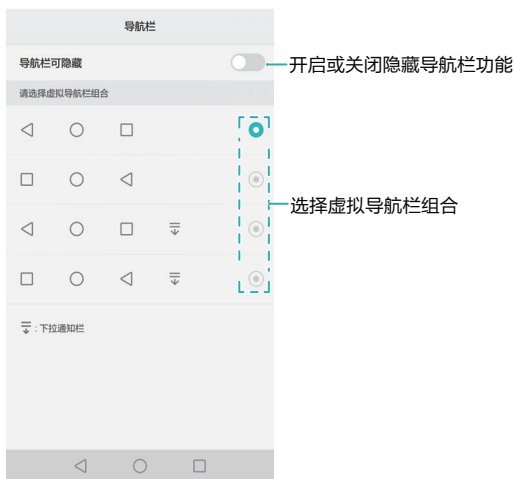 导航栏
导航栏可隐藏
开启或关闭隐藏导航栏功能
请选择虚拟导航栏组合
选择虚拟导航栏组合
：下拉通知栏